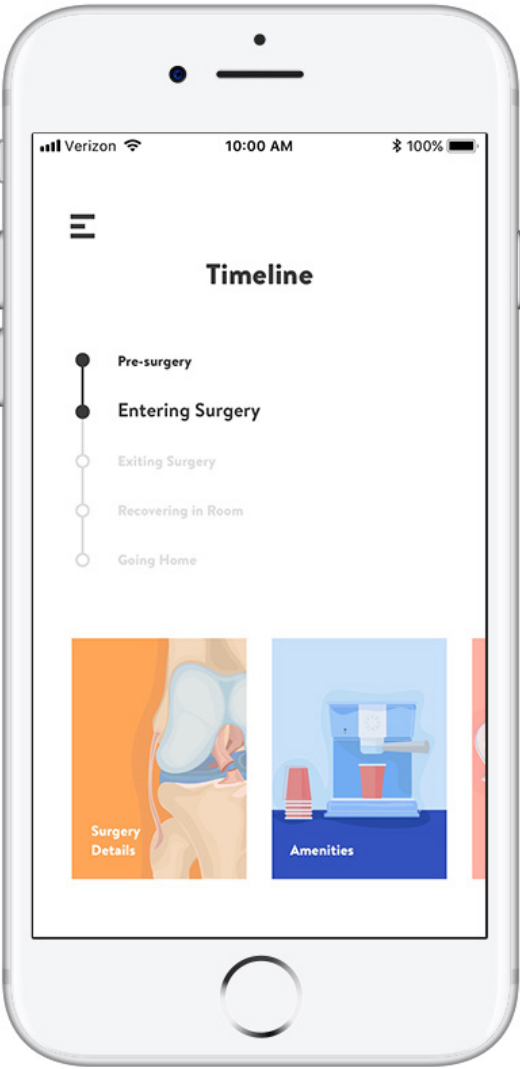 Verizon 10:00 AM 100%
Timeline
Pre-surgery
Entering Surgery
Exiting Surgery
Recovering in Room
Going Home
Surgery
Details
Amenities